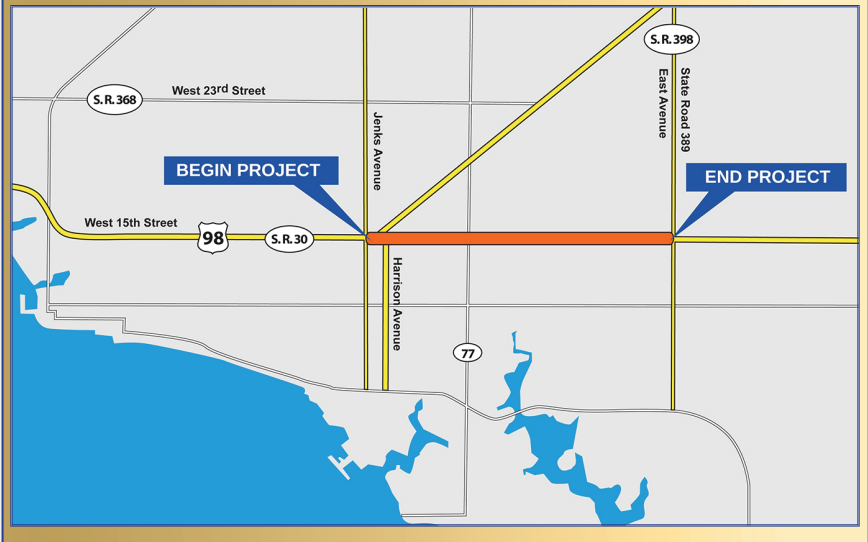 S.R.398
State Road 389
East Avenue
West 23rd Street
S.R.368
Jenks Avenue
BEGIN PROJECT
END PROJECT
West 15th Street
98
S.R.30
Harrison Avenue
77